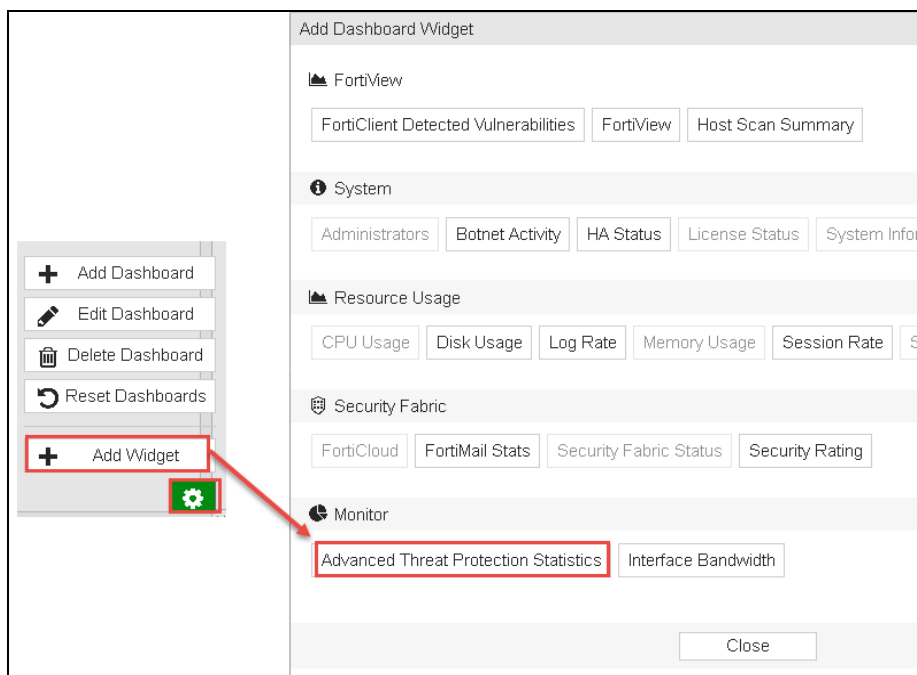 Add Dashboard Widget
FortiView
FortiClient Detected Vulnerabilities FortiView Host Scan Summary
System
Administrators Botnet Activity HA Status License Status System Infor
Resource Usage
CPU Usage Disk Usage Log Rate Memory Usage Session Rate S
Security Fabric
FortiCloud FortiMail Stats Security Fabric Status Security Rating
Monitor
Advanced Threat Protection Statistics Interface Bandwidth
Close
Add Dashboard
Edit Dashboard
Delete Dashboard
Reset Dashboards
Add Widget